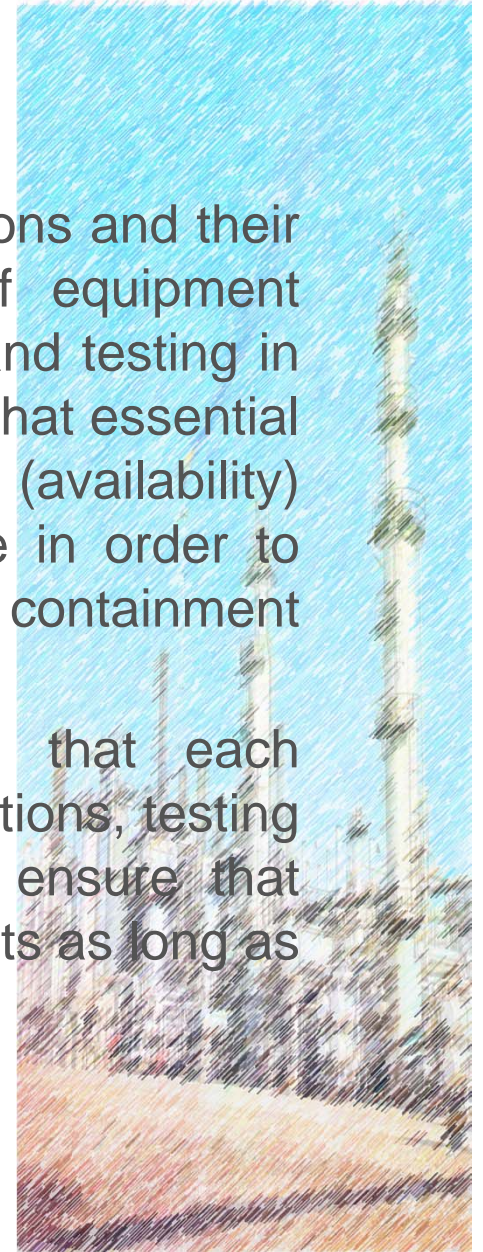 ons and their
f equipment
nd testing in
hat essential
(availability)
e in order to
containment
that each
tions, testing
ensure that
ts as long as